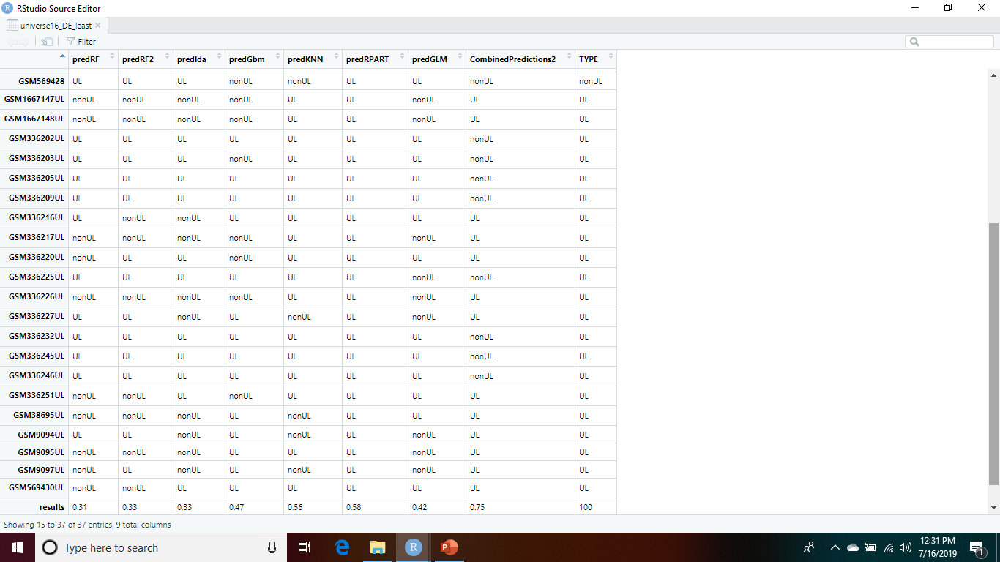 RStudio Source Editor
universe16_DE_least
Filter
predRF predRF2 predlda predGbm predKNN predRPART predGLM CombinedPredictions2 TYPE
GSM569428 UL UL UL nonUL nonUL UL UL nonUL nonUL
GSM1667147UL nonUL nonUL nonUL nonUL UL UL nonUL UL UL
GSM1667148UL nonUL nonUL nonUL nonUL UL UL nonUL UL UL
GSM336202UL UL UL UL UL UL UL UL nonUL UL
GSM336203UL UL UL UL nonUL UL UL UL nonUL UL
GSM336205UL UL UL UL UL UL UL UL nonUL UL
GSM336209UL UL UL UL UL UL UL UL nonUL UL
GSM336216UL UL nonUL nonUL UL UL UL UL UL UL
GSM336217UL nonUL nonUL nonUL nonUL UL UL nonUL UL UL
GSM336220UL nonUL UL UL nonUL UL UL UL UL UL
GSM336225UL UL UL UL UL UL UL nonUL nonUL UL
GSM336226UL nonUL nonUL nonUL nonUL UL UL nonUL UL UL
GSM336227UL UL UL nonUL UL nonUL UL nonUL UL UL
GSM336232UL UL UL UL UL UL UL UL nonUL UL
GSM336245UL UL UL UL UL UL UL UL nonUL UL
GSM336246UL UL UL UL UL UL UL UL nonUL UL
GSM336251UL nonUL nonUL UL nonUL UL UL UL UL UL
GSM38695UL nonUL nonUL nonUL UL nonUL UL UL UL UL
GSM9094UL UL UL nonUL UL nonUL UL nonUL UL UL
GSM9095UL nonUL nonUL nonUL UL UL UL nonUL UL UL
GSM9097UL nonUL UL nonUL UL nonUL UL nonUL UL UL
GSM569430UL nonUL nonUL UL UL UL UL UL UL UL
results 0.31 0.33 0.33 0.47 0.56 0.58 0.42 0.75 100
Showing 15 to 37 of 37 entries, 9 total columns
Type here to search
12:31 PM
7/16/2019
1